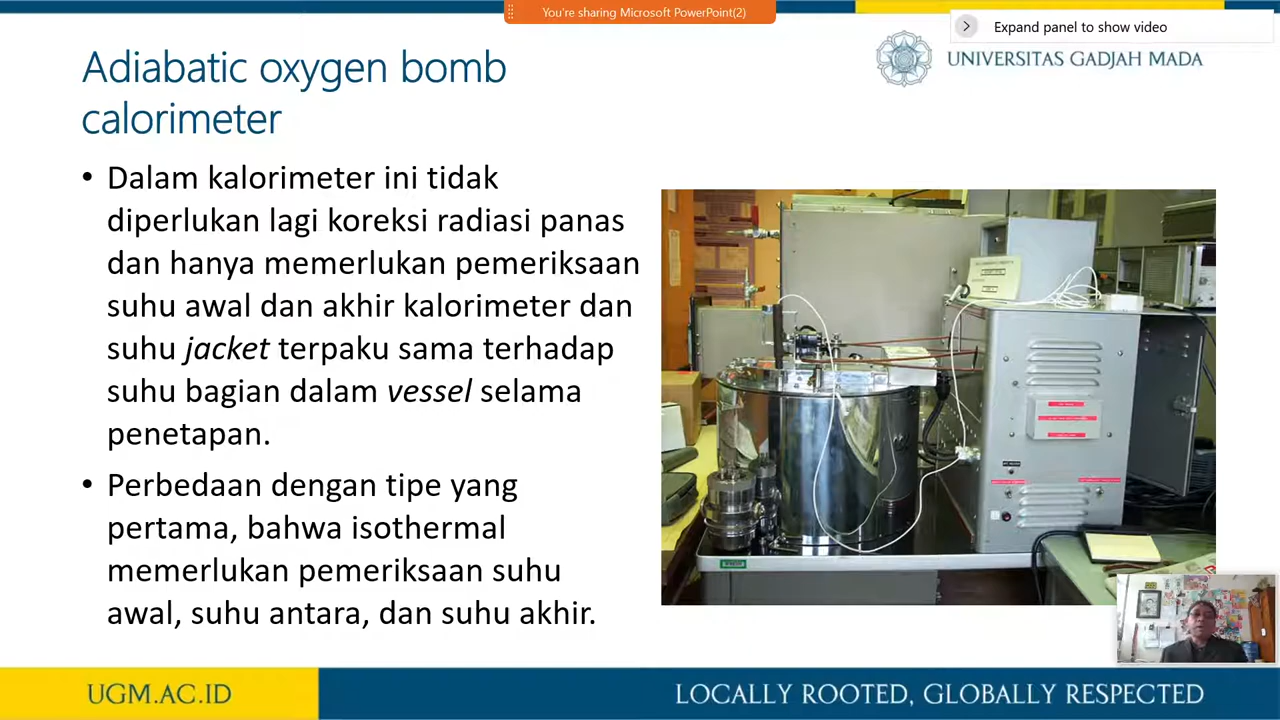 You're sharing Microsoft PowerPoint(2)
Expand panel to show video
UNIVERSITAS GADJAH MADA
Adiabatic oxygen bomb
calorimeter
• Dalam kalorimeter ini tidak
diperlukan lagi koreksi radiasi panas
dan hanya memerlukan pemeriksaan
suhu awal dan akhir kalorimeter dan
suhu jacket terpaku sama terhadap
suhu bagian dalam vessel selama
penetapan.
• Perbedaan dengan tipe yang
pertama, bahwa isothermal
memerlukan pemeriksaan suhu
awal, suhu antara, dan suhu akhir.
UGM.AC.ID
LOCALLY ROOTED, GLOBALLY RESPECTED